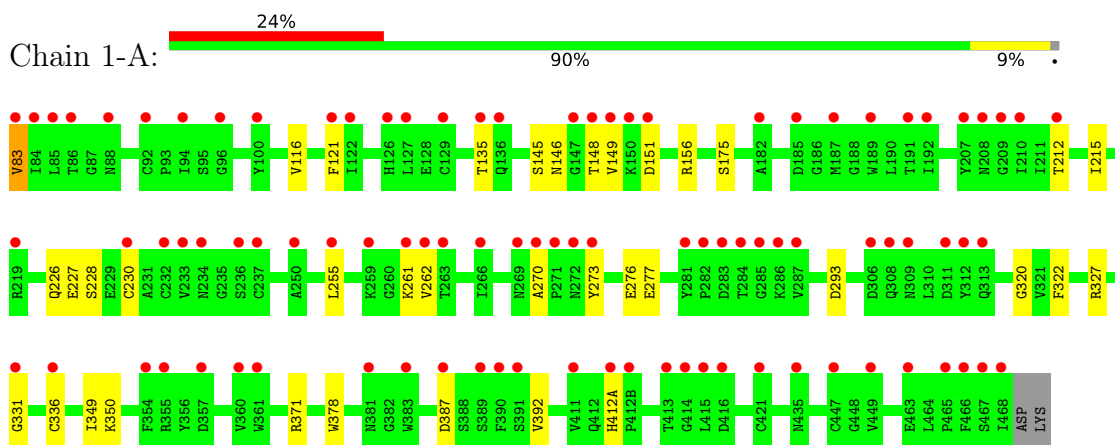 24%
Chain 1-A:
90% 9% •
V83 I84 L85 T86 G87 N88 C92 P93 I94 S95 G96 Y100 V116 F121 I122 H126 L127 E128 C129 T135 Q136 S145 N146 G147 T148 V149 K150 D151 R156 S175 A182 D185 G186 M187 G188 W189 L190 T191 I192 Y207 N208 G209 I210 I211 T212 I215
R219 Q226 E227 S228 E229 C230 A231 C232 V233 N234 G235 S236 C237 A250 L255 K259 G260 K261 V262 T263 I266 N269 A270 P271 N272 Y273 E276 E277 Y281 P282 D283 T284 G285 K286 V287 D293 D306 Q308 N309 L310 D311 Y312 Q313 G320 V321 F322 R327
G331 C336 I349 K350 F354 R355 Y356 D357 V360 W361 R371 W378 N381 G382 W383 D387 S388 S389 F390 S391 V392 V411 Q412 H412A P412B T413 G414 L415 D416 C421 N435 C447 G448 V449 E463 L464 P465 F466 S467 I468 ASP LYS